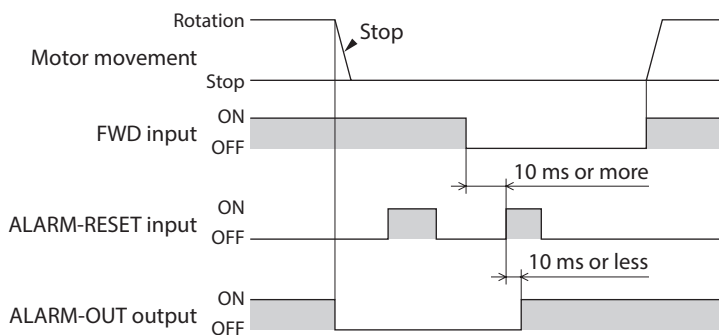 Rotation
Stop
Motor movement
Stop
ON
FWD input
OFF
10 ms or more
ON
ALARM-RESET input
OFF
10 ms or less
ON
ALARM-OUT output
OFF